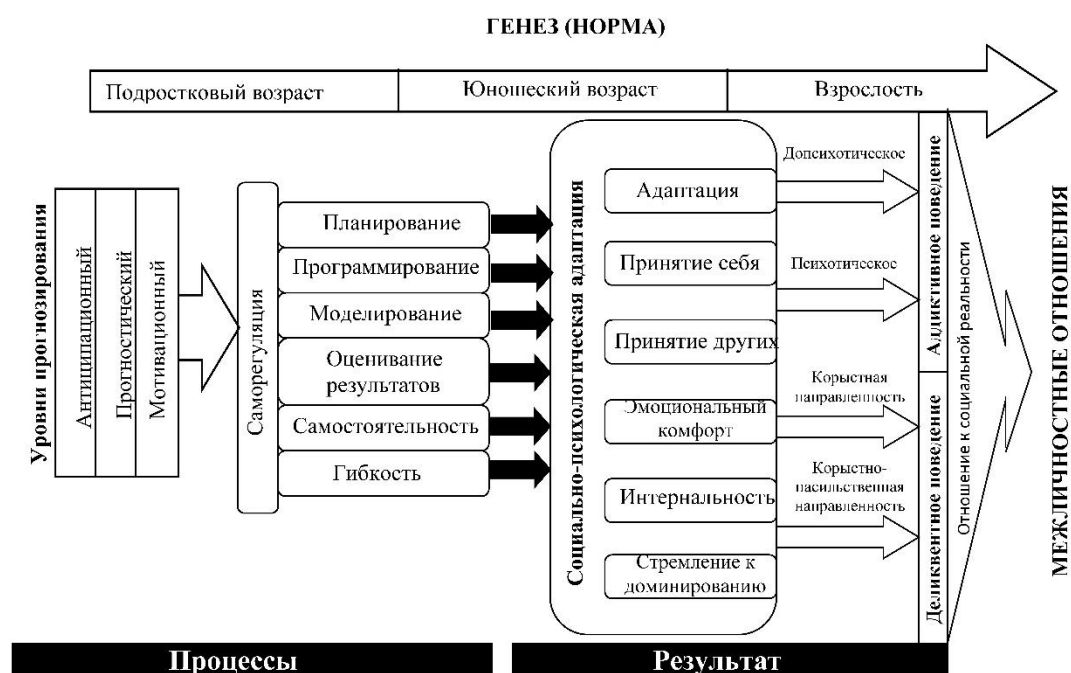 ГЕНЕЗ (НОРМА)
Подростковый возраст
Юношеский возраст
Взрослость
Уровни прогнозирования
Антиципационный
Прогностический
Мотивационный
Саморегуляция
Планирование
Программирование
Моделирование
Оценивание
результатов
Самостоятельность
Гибкость
Социально-психологическая адаптация
Адаптация
Принятие себя
Принятие других
Эмоциональный
комфорт
Интернальность
Стремление к
доминированию
Допсихотическое
Психотическое
Корыстная
направленность
Корыстно-
насильственная
направленность
Аддиктивное поведение
Деликвентное поведение
Отношение к социальной реальности
МЕЖЛИЧНОСТНЫЕ ОТНОШЕНИЯ
Процессы
Результат